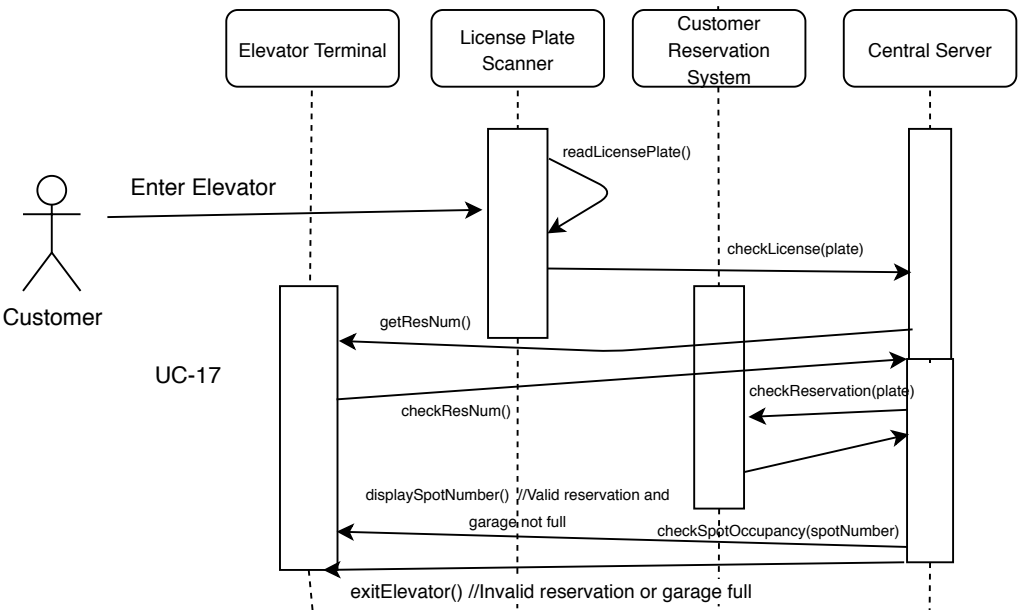 Elevator Terminal
License Plate
Scanner
Customer
Reservation
System
Central Server
readLicensePlate()
Enter Elevator
checkLicense(plate)
Customer
getResNum()
UC-17
checkReservation(plate)
checkResNum()
displaySpotNumber() //Valid reservation and
garage not full
checkSpotOccupancy(spotNumber)
exitElevator() //Invalid reservation or garage full